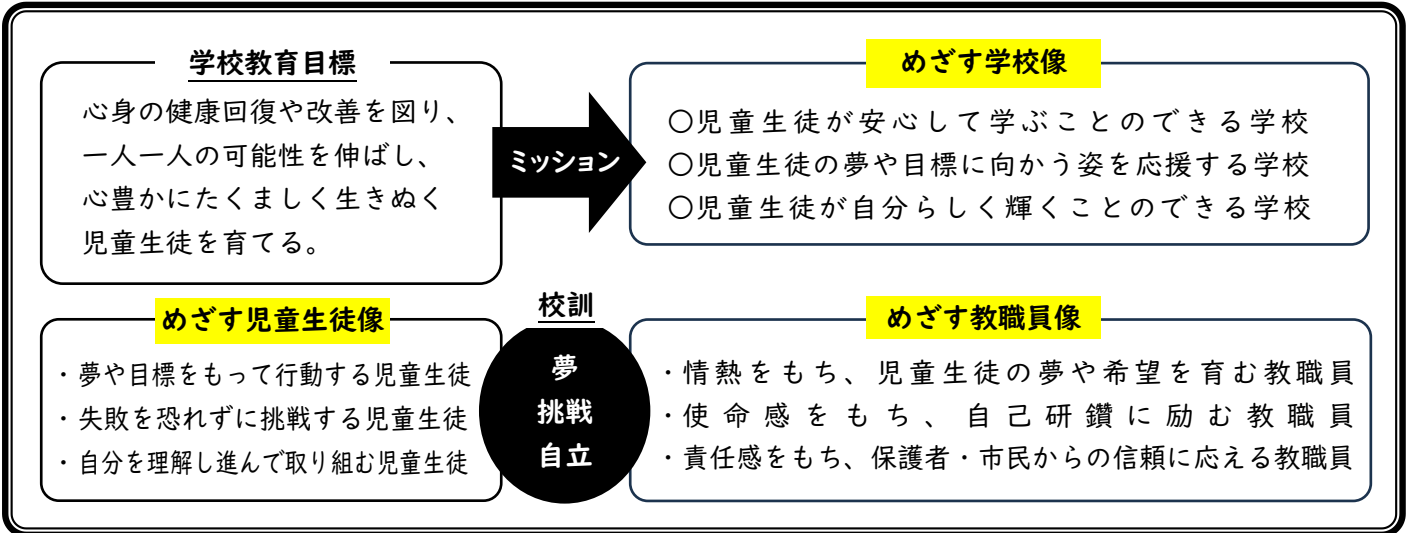 学校教育目標
心身の健康回復や改善を図り、
一人一人の可能性を伸ばし、
心豊かにたくましく生きぬく
児童生徒を育てる。
ミッション
めざす学校像
〇児童生徒が安心して学ぶことのできる学校
〇児童生徒の夢や目標に向かう姿を応援する学校
〇児童生徒が自分らしく輝くことのできる学校
めざす児童生徒像
・夢や目標をもって行動する児童生徒
・失敗を恐れずに挑戦する児童生徒
・自分を理解し進んで取り組む児童生徒
校訓
夢
挑戦
自立
めざす教職員像
・情熱をもち、児童生徒の夢や希望を育む教職員
・使命感をもち、自己研鑽に励む教職員
・責任感をもち、保護者・市民からの信頼に応える教職員